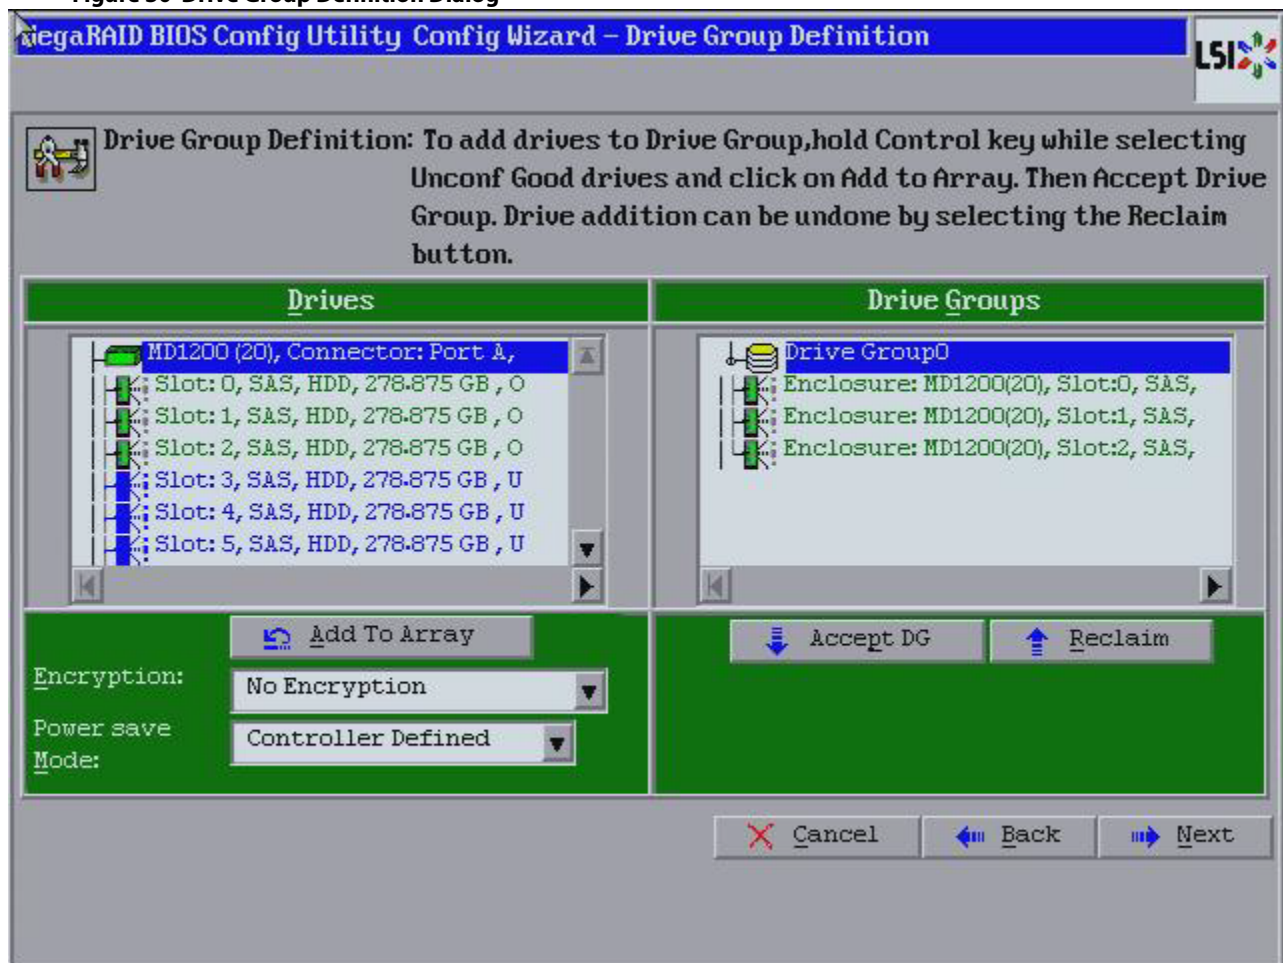 Figure 50 Drive Group Definition Dialog
MegaRAID BIOS Config Utility Config Wizard – Drive Group Definition
LSI
Drive Group Definition: To add drives to Drive Group,hold Control key while selecting
Unconf Good drives and click on Add to Array. Then Accept Drive
Group. Drive addition can be undone by selecting the Reclaim
button.
Drives
MD1200 (20), Connector: Port A,
Slot: 0, SAS, HDD, 278.875 GB , O
Slot: 1, SAS, HDD, 278.875 GB , O
Slot: 2, SAS, HDD, 278.875 GB , O
Slot: 3, SAS, HDD, 278.875 GB , U
Slot: 4, SAS, HDD, 278.875 GB , U
Slot: 5, SAS, HDD, 278.875 GB , U
Add To Array
Encryption:
No Encryption
Power save
Mode:
Controller Defined
Drive Groups
Drive Group0
Enclosure: MD1200(20), Slot:0, SAS,
Enclosure: MD1200(20), Slot:1, SAS,
Enclosure: MD1200(20), Slot:2, SAS,
Accept DG
Reclaim
Cancel
Back
Next